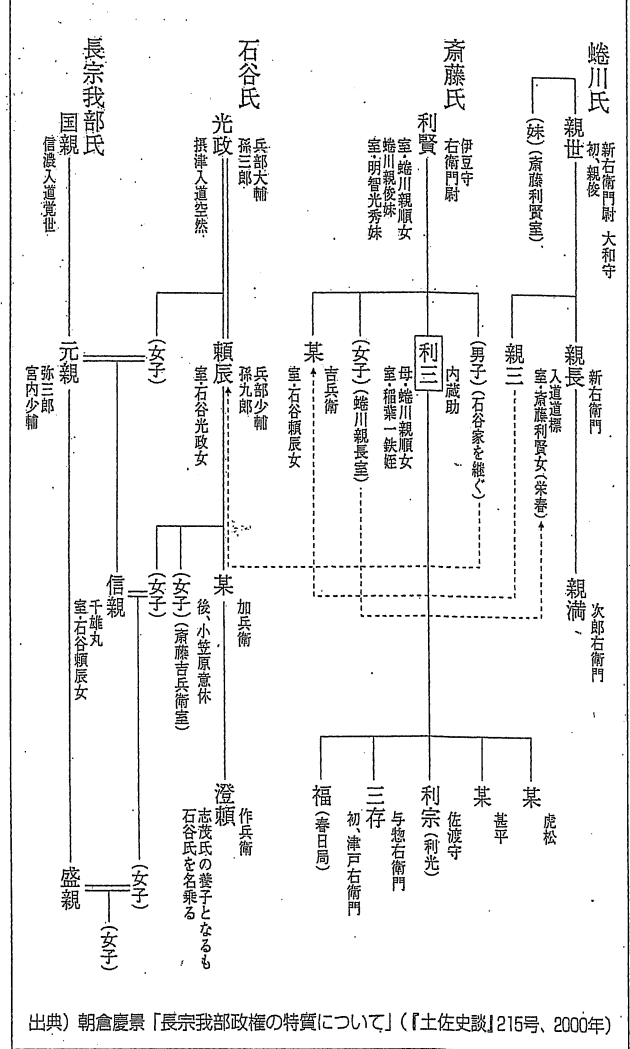 蜷川氏
親世
新右衛門尉 大和守
初、親俊
(妹)(斎藤利賢室)
親長
新右衛門
入道道標
室・斎藤利賢女(栄春)
親三
親満
次郎右衛門
斎藤氏
利賢
伊豆守
右衛門尉
室・蜷川親順女
蜷川親俊妹
室・明智光秀妹
(男子)(石谷家を継ぐ)
利三
内蔵助
母・蜷川親順女
室・稲葉一鉄姪
(女子)(蜷川親長室)
某
吉兵衛
室・石谷頼辰女
某
虎松
某
甚平
利宗(利光)
佐渡守
三存
与惣右衛門
初、津戸右衛門
福(春日局)
石谷氏
光政
兵部大輔
孫三郎
摂津入道空然
頼辰
兵部少輔
孫九郎
室・石谷光政女
(女子)
某
加兵衛
後、小笠原意休
(女子)(斎藤吉兵衛室)
(女子)
澄頼
作兵衛
志茂氏の養子となるも
石谷氏を名乗る
長宗我部氏
国親
信濃入道覚世
元親
弥三郎
宮内少輔
信親
千雄丸
室・石谷頼辰女
(女子)
盛親
(女子)
出典)朝倉慶景「長宗我部政権の特質について」(『土佐史談』215号、2000年)